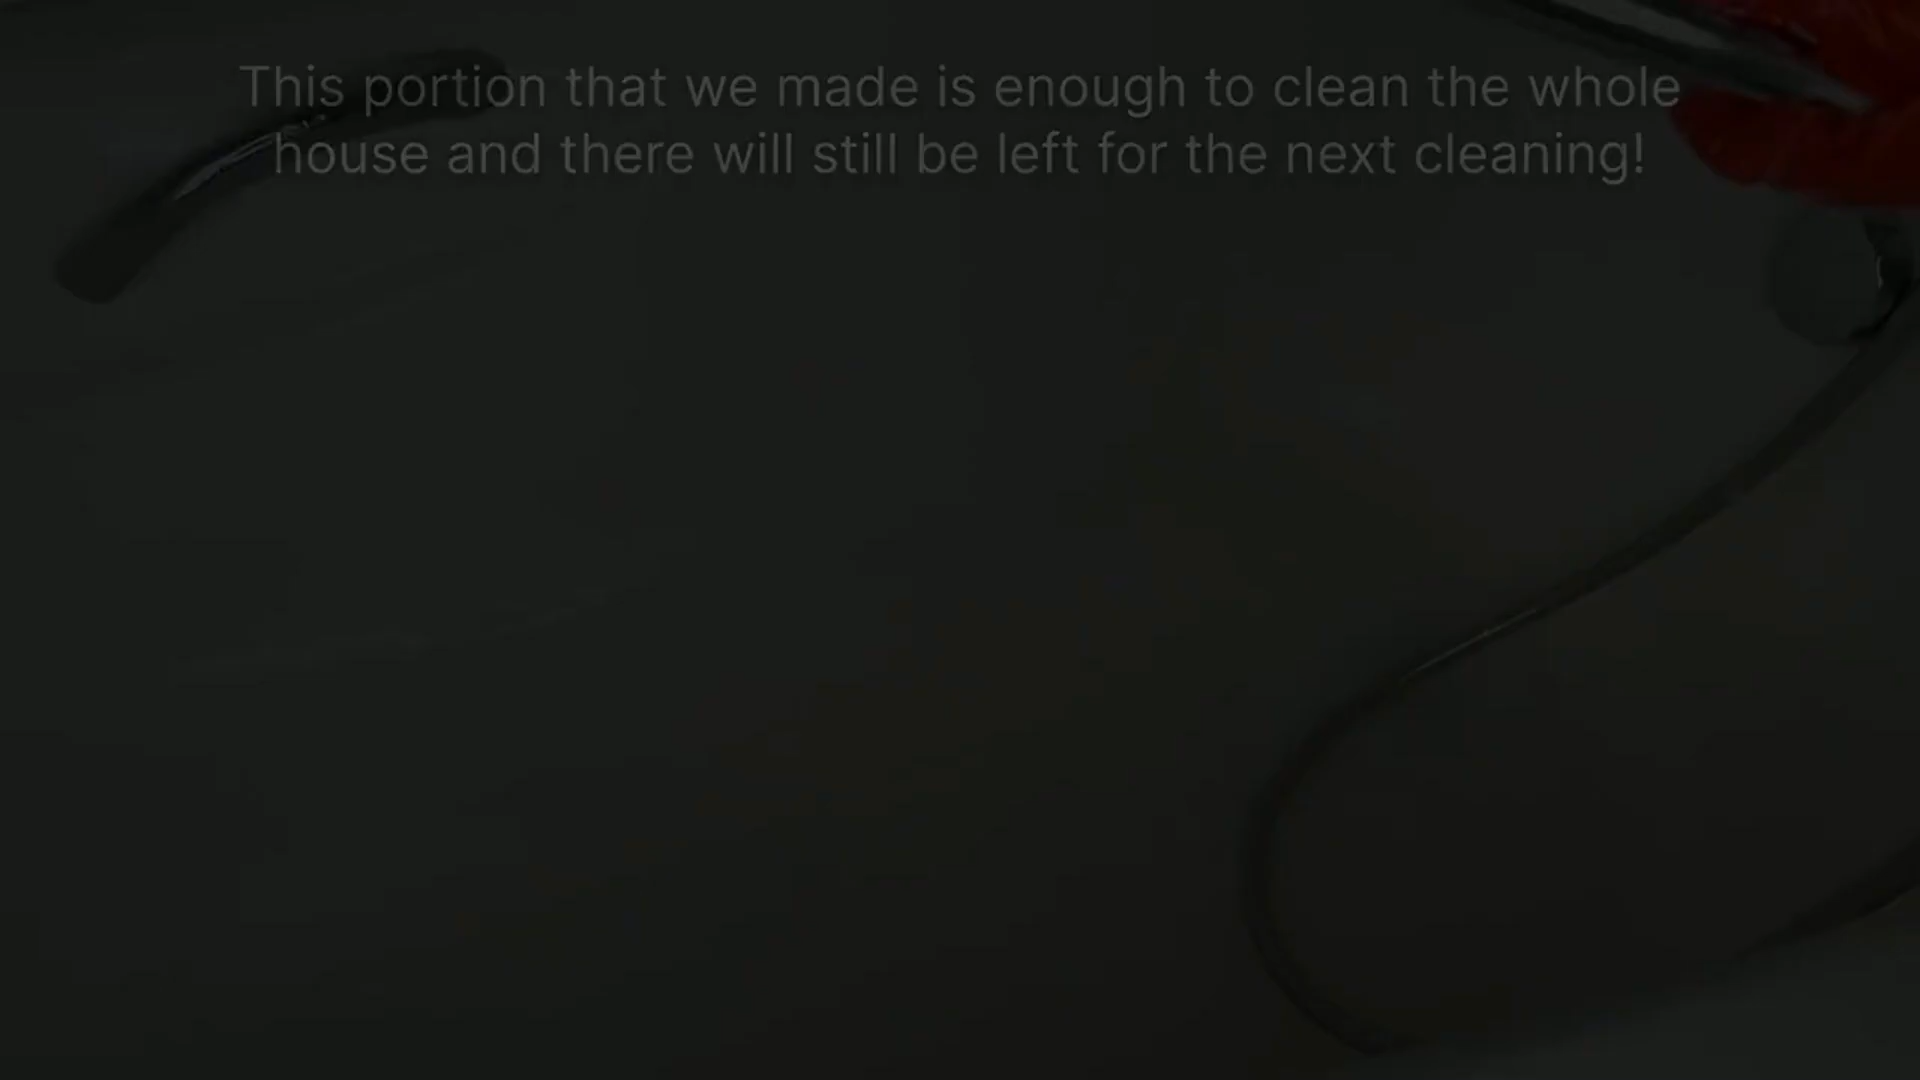 This portion that we made is enough to clean the whole
house and there will still be left for the next cleaning!